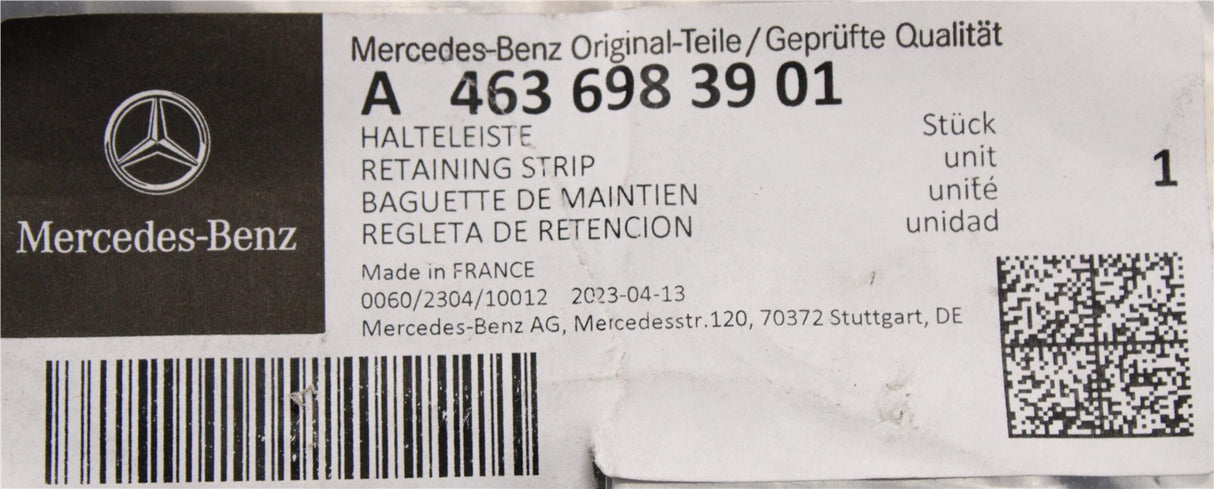 Mercedes-Benz
Mercedes-Benz Original-Teile/Geprüfte Qualität
A 463 698 39 01
HALTELEISTE Stück
RETAINING STRIP unit
BAGUETTE DE MAINTIEN unité
REGLETA DE RETENCION unidad
1
Made in FRANCE
0060/2304/10012 2023-04-13
Mercedes-Benz AG, Mercedesstr.120, 70372 Stuttgart, DE